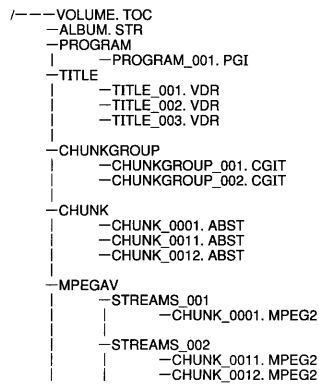 /---VOLUME. TOC
-ALBUM. STR
-PROGRAM
-PROGRAM_001. PGI
-TITLE
-TITLE_001. VDR
-TITLE_002. VDR
-TITLE_003. VDR
-CHUNKGROUP
-CHUNKGROUP_001. CGIT
-CHUNKGROUP_002. CGIT
-CHUNK
-CHUNK_0001. ABST
-CHUNK_0011. ABST
-CHUNK_0012. ABST
-MPEGAV
-STREAMS_001
-CHUNK_0001. MPEG2
-STREAMS_002
-CHUNK_0011. MPEG2
-CHUNK_0012. MPEG2